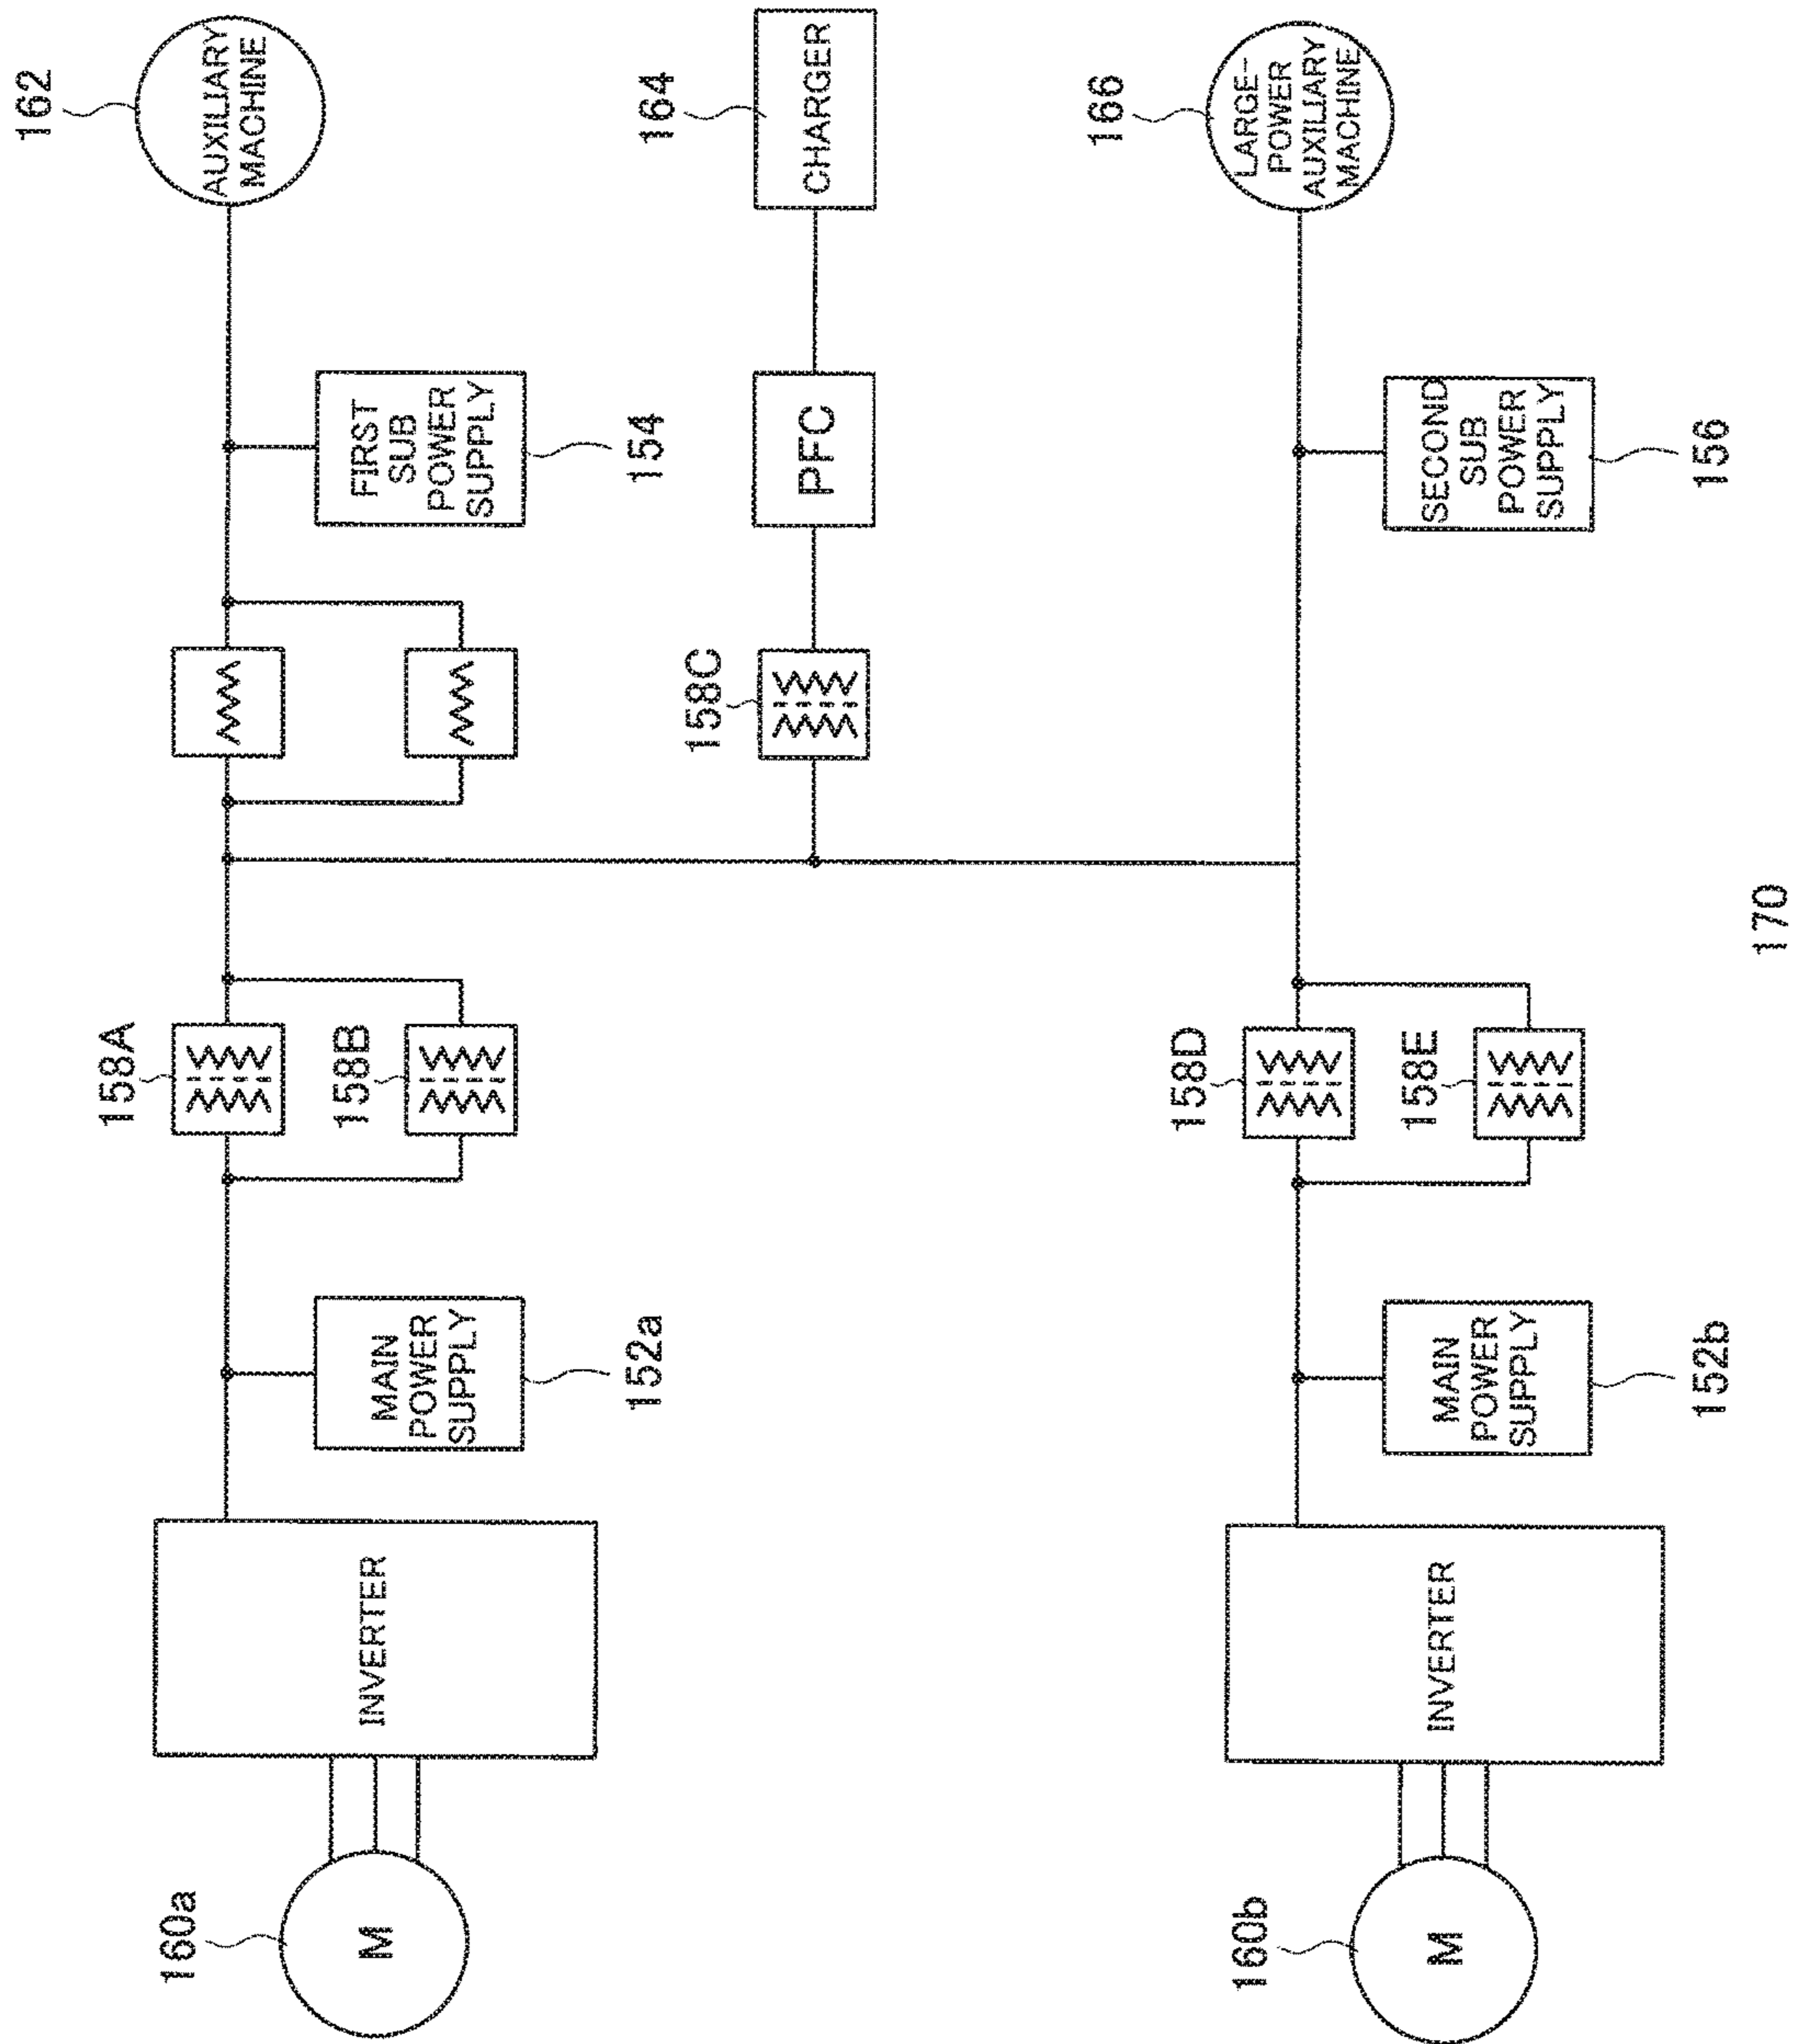 160a
M
INVERTER
MAIN
POWER
SUPPLY
152a
158A
158B
FIRST
SUB
POWER
SUPPLY
154
AUXILIARY
MACHINE
162
158C
PFC
CHARGER
164
160b
M
INVERTER
MAIN
POWER
SUPPLY
152b
158D
158E
SECOND
SUB
POWER
SUPPLY
156
LARGE-
POWER
AUXILIARY
MACHINE
166
170